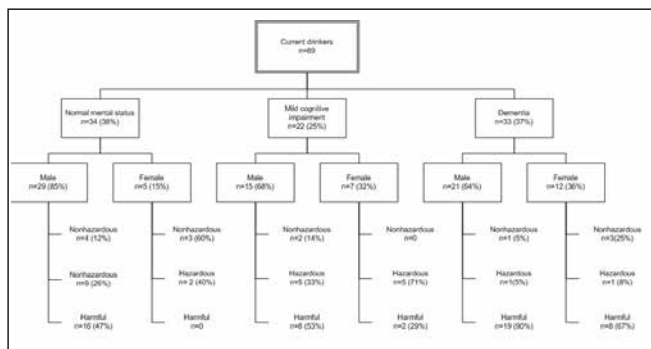 Current drinkers
n=89
Normal mental status
n=34 (38%)
Mild cognitive
impairment
n=22 (25%)
Dementia
n=33 (37%)
Male
n=29 (85%)
Female
n=5 (15%)
Male
n=15 (68%)
Female
n=7 (32%)
Male
n=21 (64%)
Female
n=12 (36%)
Nonhazardous
n=4 (12%)
Nonhazardous
n=3 (60%)
Nonhazardous
n=2 (14%)
Nonhazardous
n=0
Nonhazardous
n=1 (5%)
Nonhazardous
n=3(25%)
Nonhazardous
n=9 (26%)
Hazardous
n= 2 (40%)
Hazardous
n=5 (33%)
Hazardous
n=5 (71%)
Hazardous
n=1(5%)
Hazardous
n=1 (8%)
Harmful
n=16 (47%)
Harmful
n=0
Harmful
n=8 (53%)
Harmful
n=2 (29%)
Harmful
n=19 (90%)
Harmful
n=8 (67%)